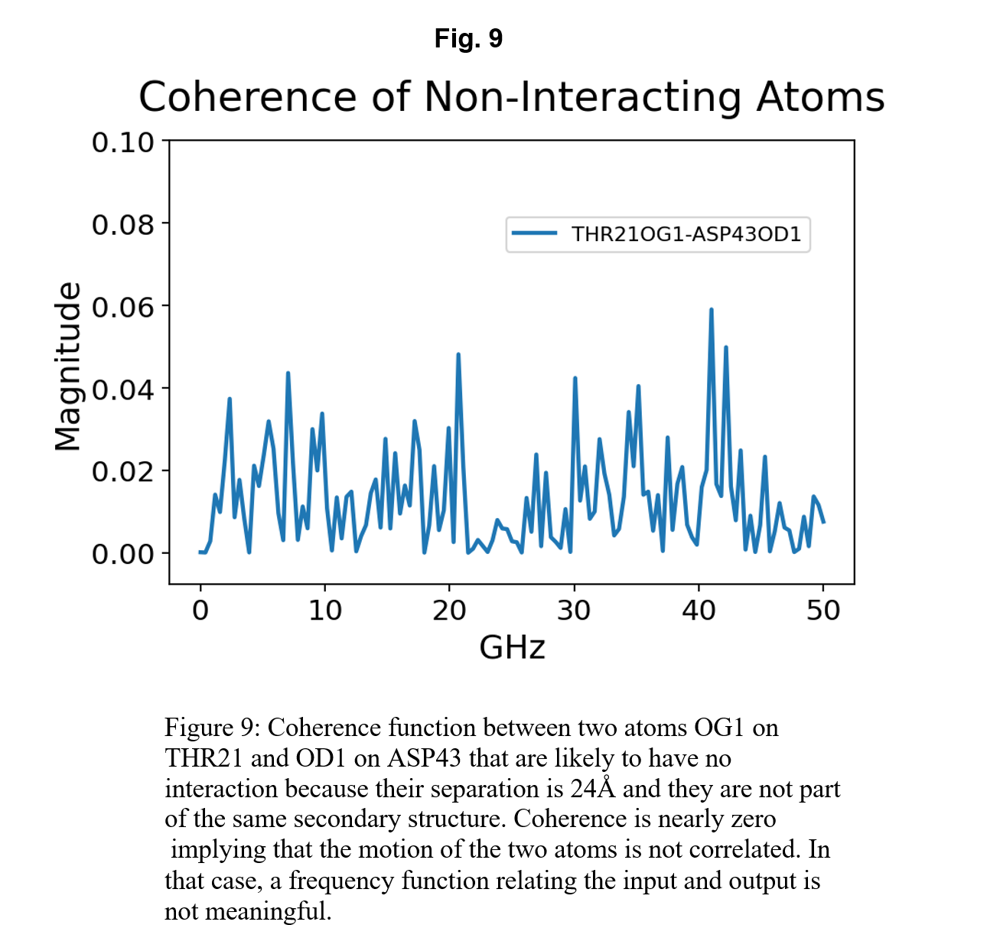 Fig. 9
Coherence of Non-Interacting Atoms
0.10
0.08
0.06
0.04
0.02
0.00
Magnitude
THR21OG1-ASP43OD1
0 10 20 30 40 50
GHz
Figure 9: Coherence function between two atoms OG1 on
THR21 and OD1 on ASP43 that are likely to have no
interaction because their separation is 24Å and they are not part
of the same secondary structure. Coherence is nearly zero
implying that the motion of the two atoms is not correlated. In
that case, a frequency function relating the input and output is
not meaningful.